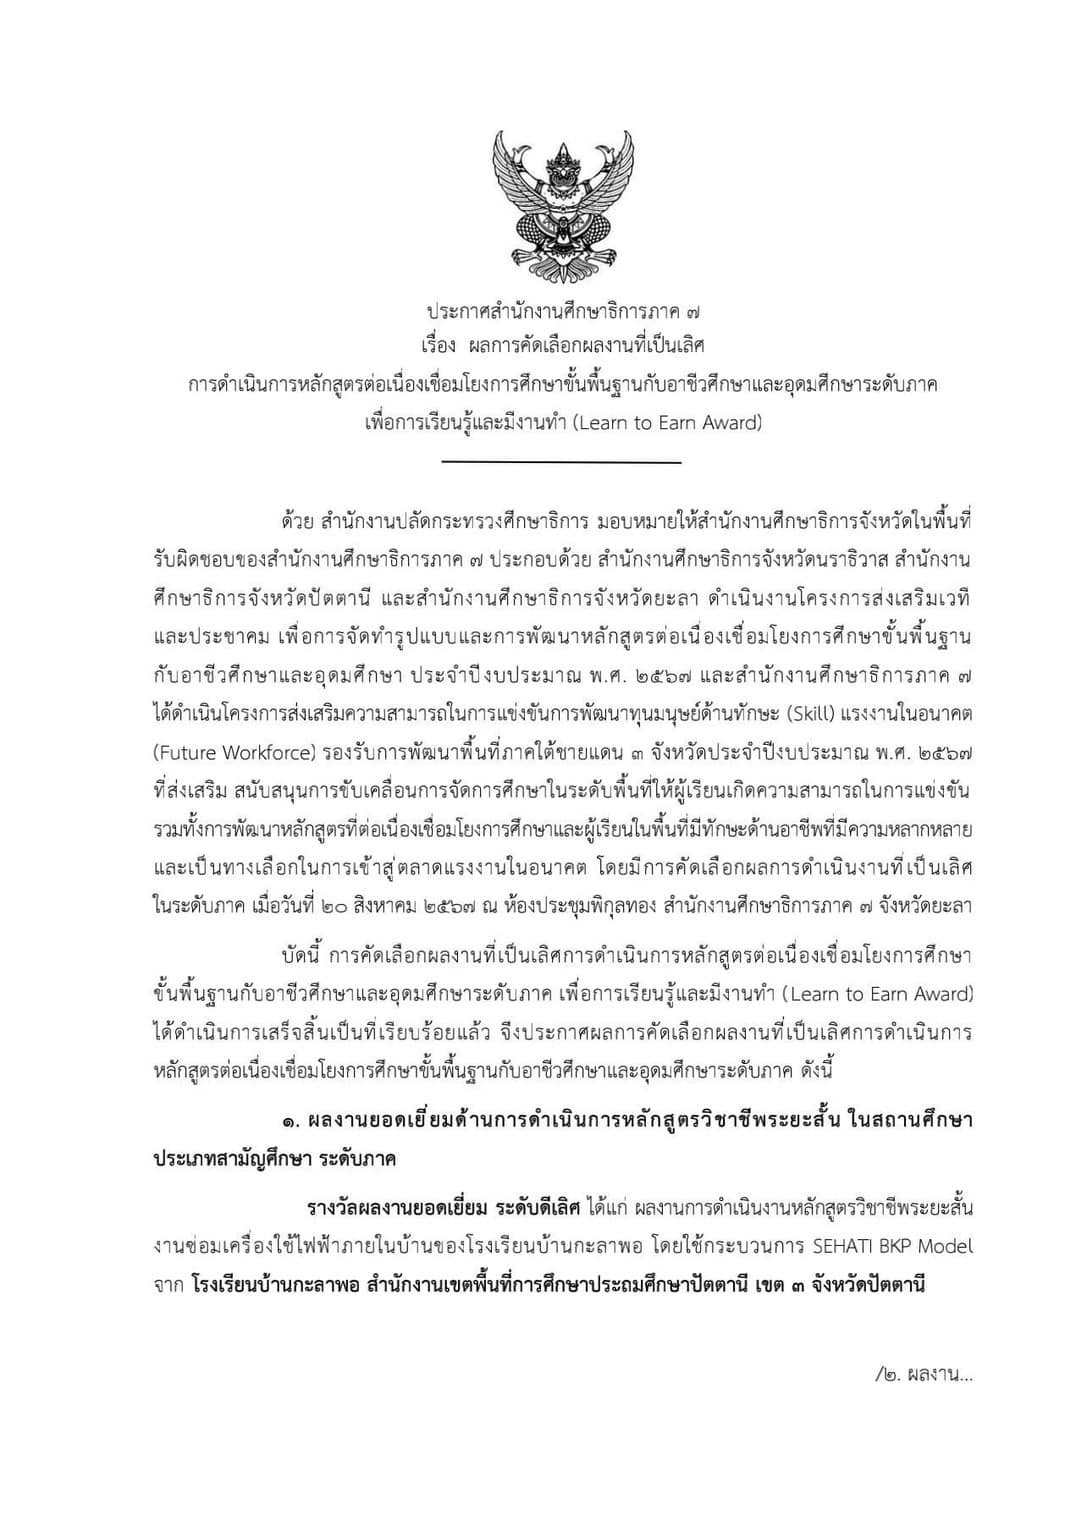 ประกาศสำนักงานศึกษาธิการภาค ๗
เรื่อง ผลการคัดเลือกผลงานที่เป็นเลิศ
การดำเนินการหลักสูตรต่อเนื่องเชื่อมโยงการศึกษาขั้นพื้นฐานกับอาชีวศึกษาและอุดมศึกษาระดับภาค
เพื่อการเรียนรู้และมีงานทำ (Learn to Earn Award)
ด้วย สำนักงานปลัดกระทรวงศึกษาธิการ มอบหมายให้สำนักงานศึกษาธิการจังหวัดในพื้นที่
รับผิดชอบของสำนักงานศึกษาธิการภาค ๗ ประกอบด้วย สำนักงานศึกษาธิการจังหวัดนราธิวาส สำนักงาน
ศึกษาธิการจังหวัดปัตตานี และสำนักงานศึกษาธิการจังหวัดยะลา ดำเนินงานโครงการส่งเสริมเวที
และประชาคม เพื่อการจัดทำรูปแบบและการพัฒนาหลักสูตรต่อเนื่องเชื่อมโยงการศึกษาขั้นพื้นฐาน
กับอาชีวศึกษาและอุดมศึกษา ประจำปีงบประมาณ พ.ศ. ๒๕๖๗ และสำนักงานศึกษาธิการภาค ๗
ได้ดำเนินโครงการส่งเสริมความสามารถในการแข่งขันการพัฒนาทุนมนุษย์ด้านทักษะ (Skill) แรงงานในอนาคต
(Future Workforce) รองรับการพัฒนาพื้นที่ภาคใต้ชายแดน ๓ จังหวัดประจำปีงบประมาณ พ.ศ. ๒๕๖๗
ที่ส่งเสริม สนับสนุนการขับเคลื่อนการจัดการศึกษาในระดับพื้นที่ให้ผู้เรียนเกิดความสามารถในการแข่งขัน
รวมทั้งการพัฒนาหลักสูตรที่ต่อเนื่องเชื่อมโยงการศึกษาและผู้เรียนในพื้นที่มีทักษะด้านอาชีพที่มีความหลากหลาย
และเป็นทางเลือกในการเข้าสู่ตลาดแรงงานในอนาคต โดยมีการคัดเลือกผลการดำเนินงานที่เป็นเลิศ
ในระดับภาค เมื่อวันที่ ๒๐ สิงหาคม ๒๕๖๗ ณ ห้องประชุมพิกุลทอง สำนักงานศึกษาธิการภาค ๗ จังหวัดยะลา
บัดนี้ การคัดเลือกผลงานที่เป็นเลิศการดำเนินการหลักสูตรต่อเนื่องเชื่อมโยงการศึกษา
ขั้นพื้นฐานกับอาชีวศึกษาและอุดมศึกษาระดับภาค เพื่อการเรียนรู้และมีงานทำ (Learn to Earn Award)
ได้ดำเนินการเสร็จสิ้นเป็นที่เรียบร้อยแล้ว จึงประกาศผลการคัดเลือกผลงานที่เป็นเลิศการดำเนินการ
หลักสูตรต่อเนื่องเชื่อมโยงการศึกษาขั้นพื้นฐานกับอาชีวศึกษาและอุดมศึกษาระดับภาค ดังนี้
๑. ผลงานยอดเยี่ยมด้านการดำเนินการหลักสูตรวิชาชีพระยะสั้น ในสถานศึกษา
ประเภทสามัญศึกษา ระดับภาค
รางวัลผลงานยอดเยี่ยม ระดับดีเลิศ ได้แก่ ผลงานการดำเนินงานหลักสูตรวิชาชีพระยะสั้น
งานซ่อมเครื่องใช้ไฟฟ้าภายในบ้านของโรงเรียนบ้านกะลาพอ โดยใช้กระบวนการ SEHATI BKP Model
จาก โรงเรียนบ้านกะลาพอ สำนักงานเขตพื้นที่การศึกษาประถมศึกษาปัตตานี เขต ๓ จังหวัดปัตตานี
/๒. ผลงาน...